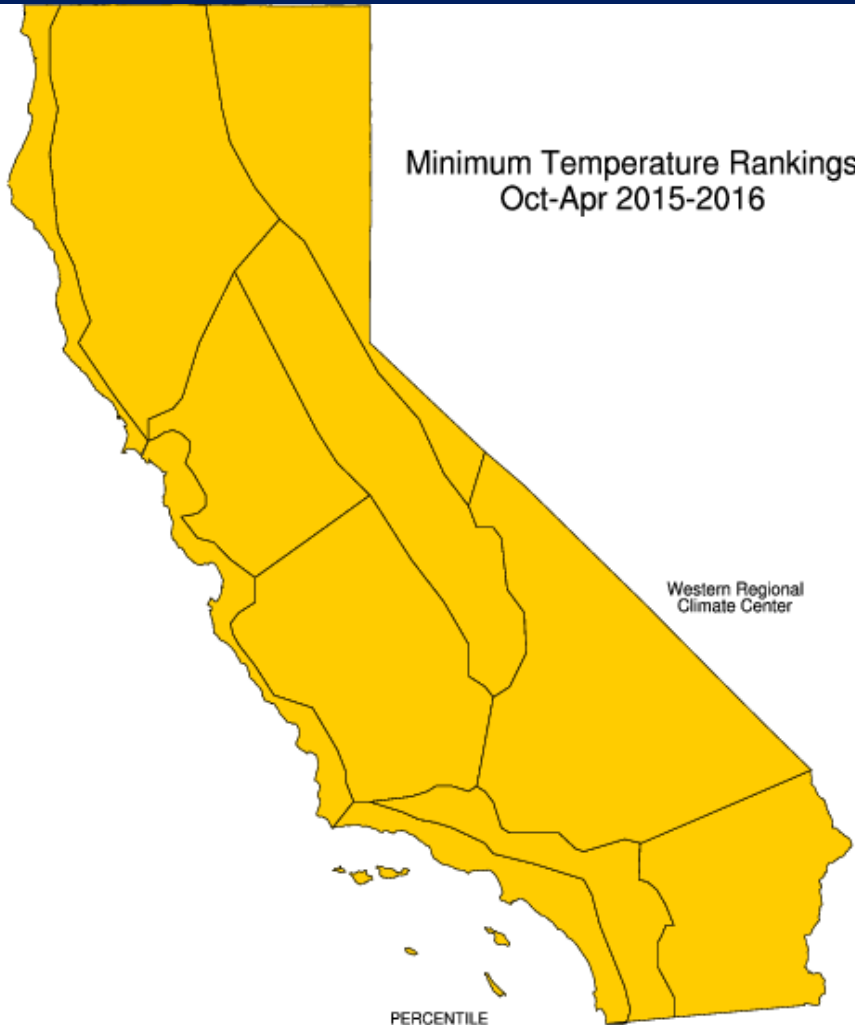 Minimum Temperature Rankings
Oct-Apr 2015-2016
Western Regional
Climate Center
PERCENTILE